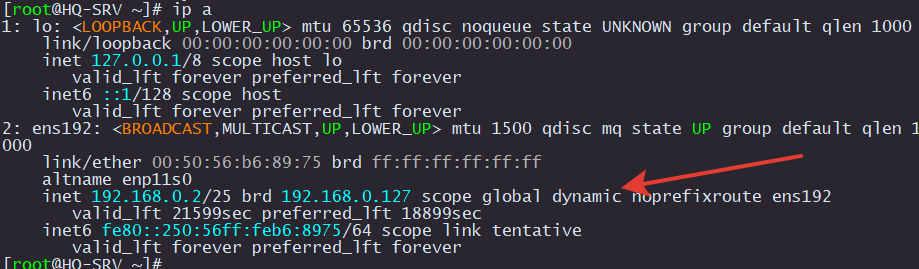 [root@HQ-SRV ~]# ip a
1: lo: <LOOPBACK,UP,LOWER_UP> mtu 65536 qdisc noqueue state UNKNOWN group default qlen 1000
    link/loopback 00:00:00:00:00:00 brd 00:00:00:00:00:00
    inet 127.0.0.1/8 scope host lo
       valid_lft forever preferred_lft forever
    inet6 ::1/128 scope host
       valid_lft forever preferred_lft forever
2: ens192: <BROADCAST,MULTICAST,UP,LOWER_UP> mtu 1500 qdisc mq state UP group default qlen 1
000
    link/ether 00:50:56:b6:89:75 brd ff:ff:ff:ff:ff:ff
    altname enp11s0
    inet 192.168.0.2/25 brd 192.168.0.127 scope global dynamic noprefixroute ens192
       valid_lft 21599sec preferred_lft 18899sec
    inet6 fe80::250:56ff:feb6:8975/64 scope link tentative
       valid_lft forever preferred_lft forever
[root@HQ-SRV ~]#